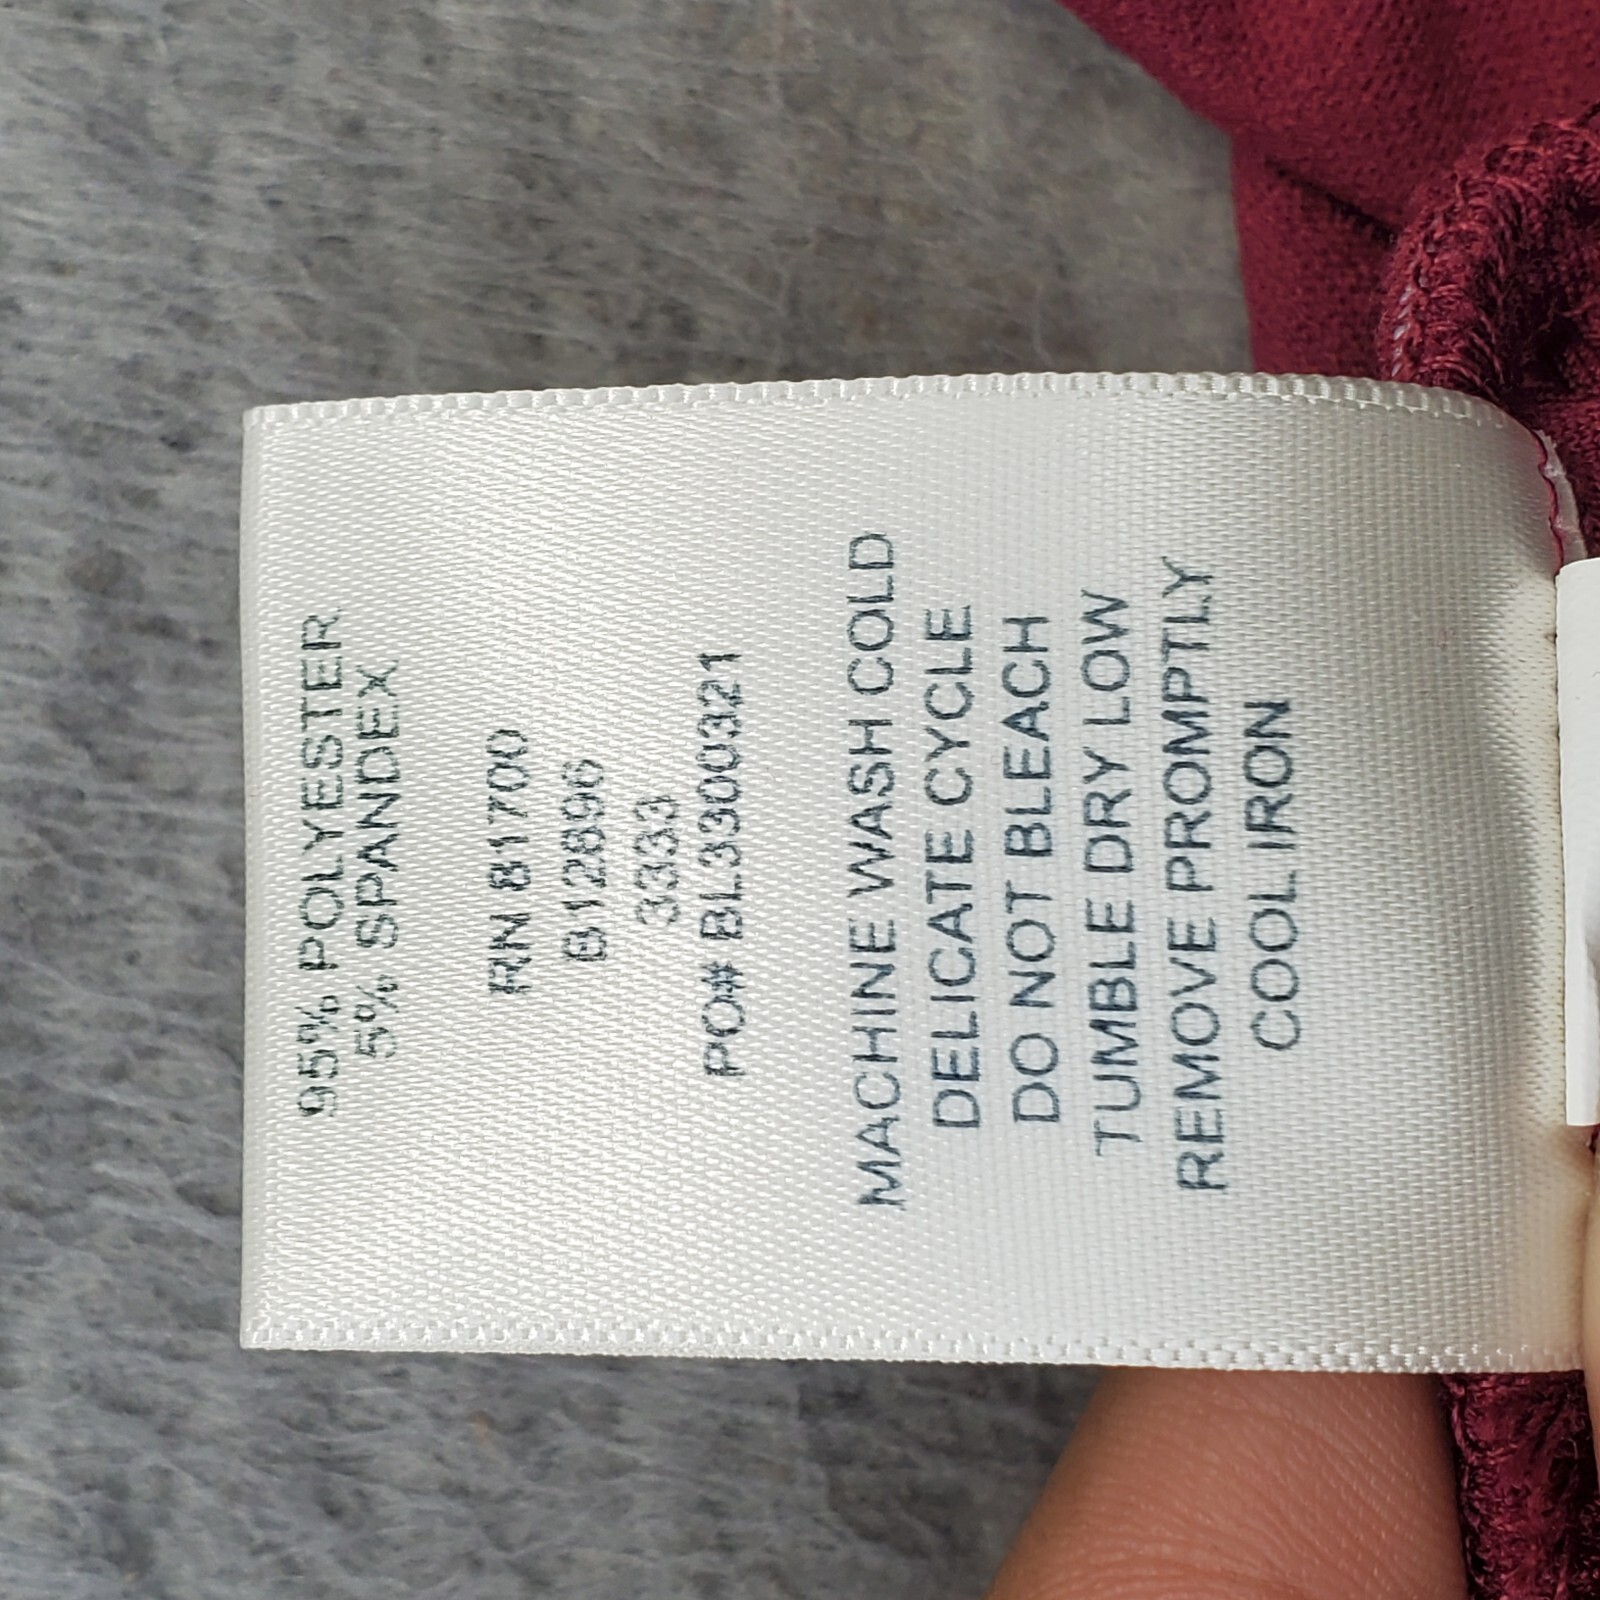 95% POLYESTER
5% SPANDEX
RN 81700
B12896
3333
PO# BL3300321
MACHINE WASH COLD
DELICATE CYCLE
DO NOT BLEACH
TUMBLE DRY LOW
REMOVE PROMPTLY
COOL IRON